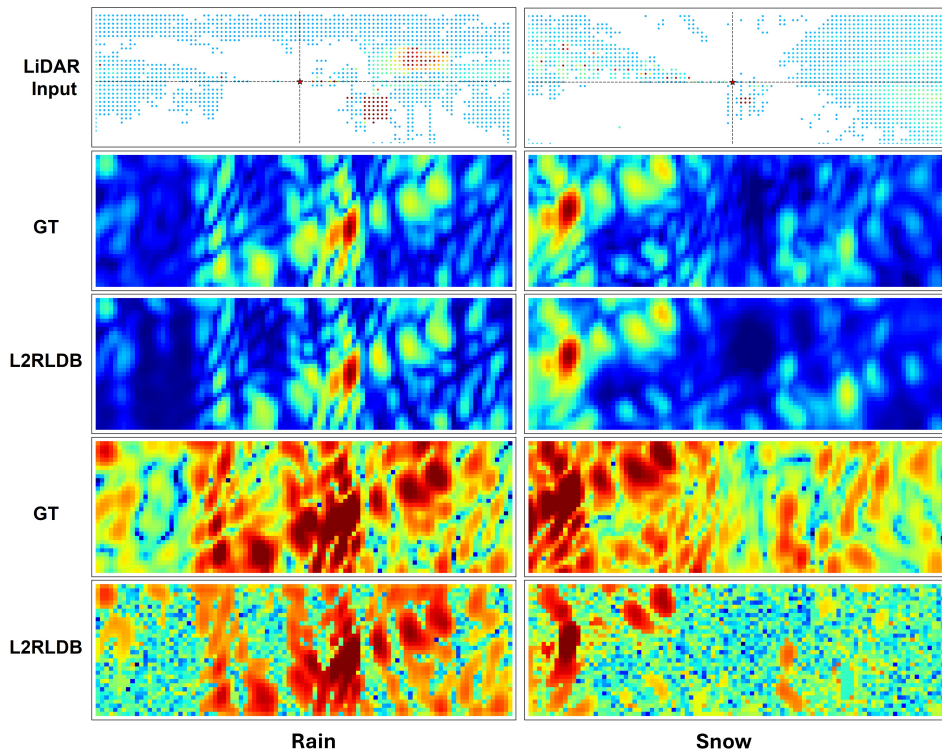 LiDAR
Input
GT
L2RLDB
GT
L2RLDB
Rain
Snow